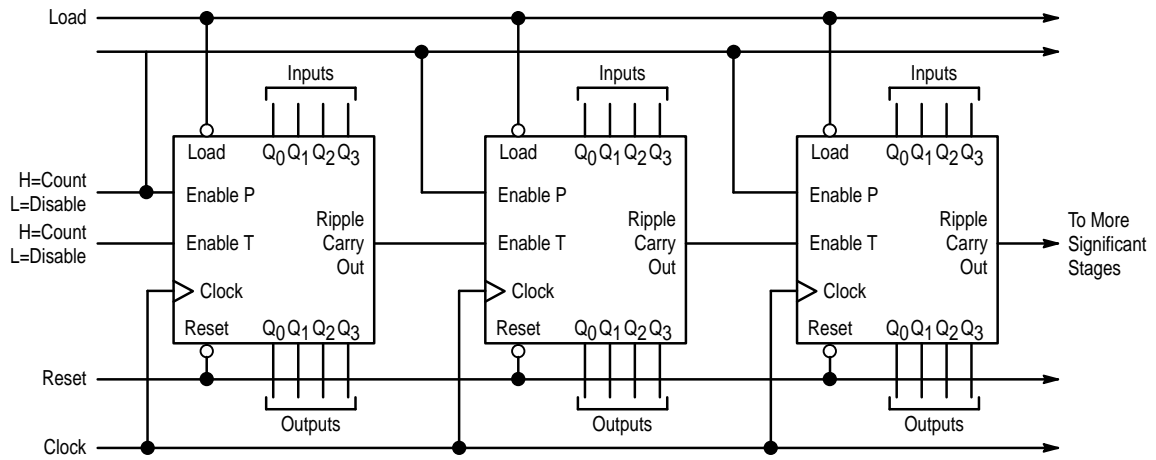 Load
Inputs
Inputs
Inputs
Load
Q0 Q1 Q2 Q3
Load
Q0 Q1 Q2 Q3
Load
Q0 Q1 Q2 Q3
H=Count
L=Disable
Enable P
Enable P
Enable P
H=Count
L=Disable
Enable T
Ripple
Carry
Out
Enable T
Ripple
Carry
Out
Enable T
Ripple
Carry
Out
To More
Significant
Stages
Clock
Clock
Clock
Reset
Q0 Q1 Q2 Q3
Reset
Q0 Q1 Q2 Q3
Reset
Q0 Q1 Q2 Q3
Reset
Outputs
Outputs
Outputs
Clock